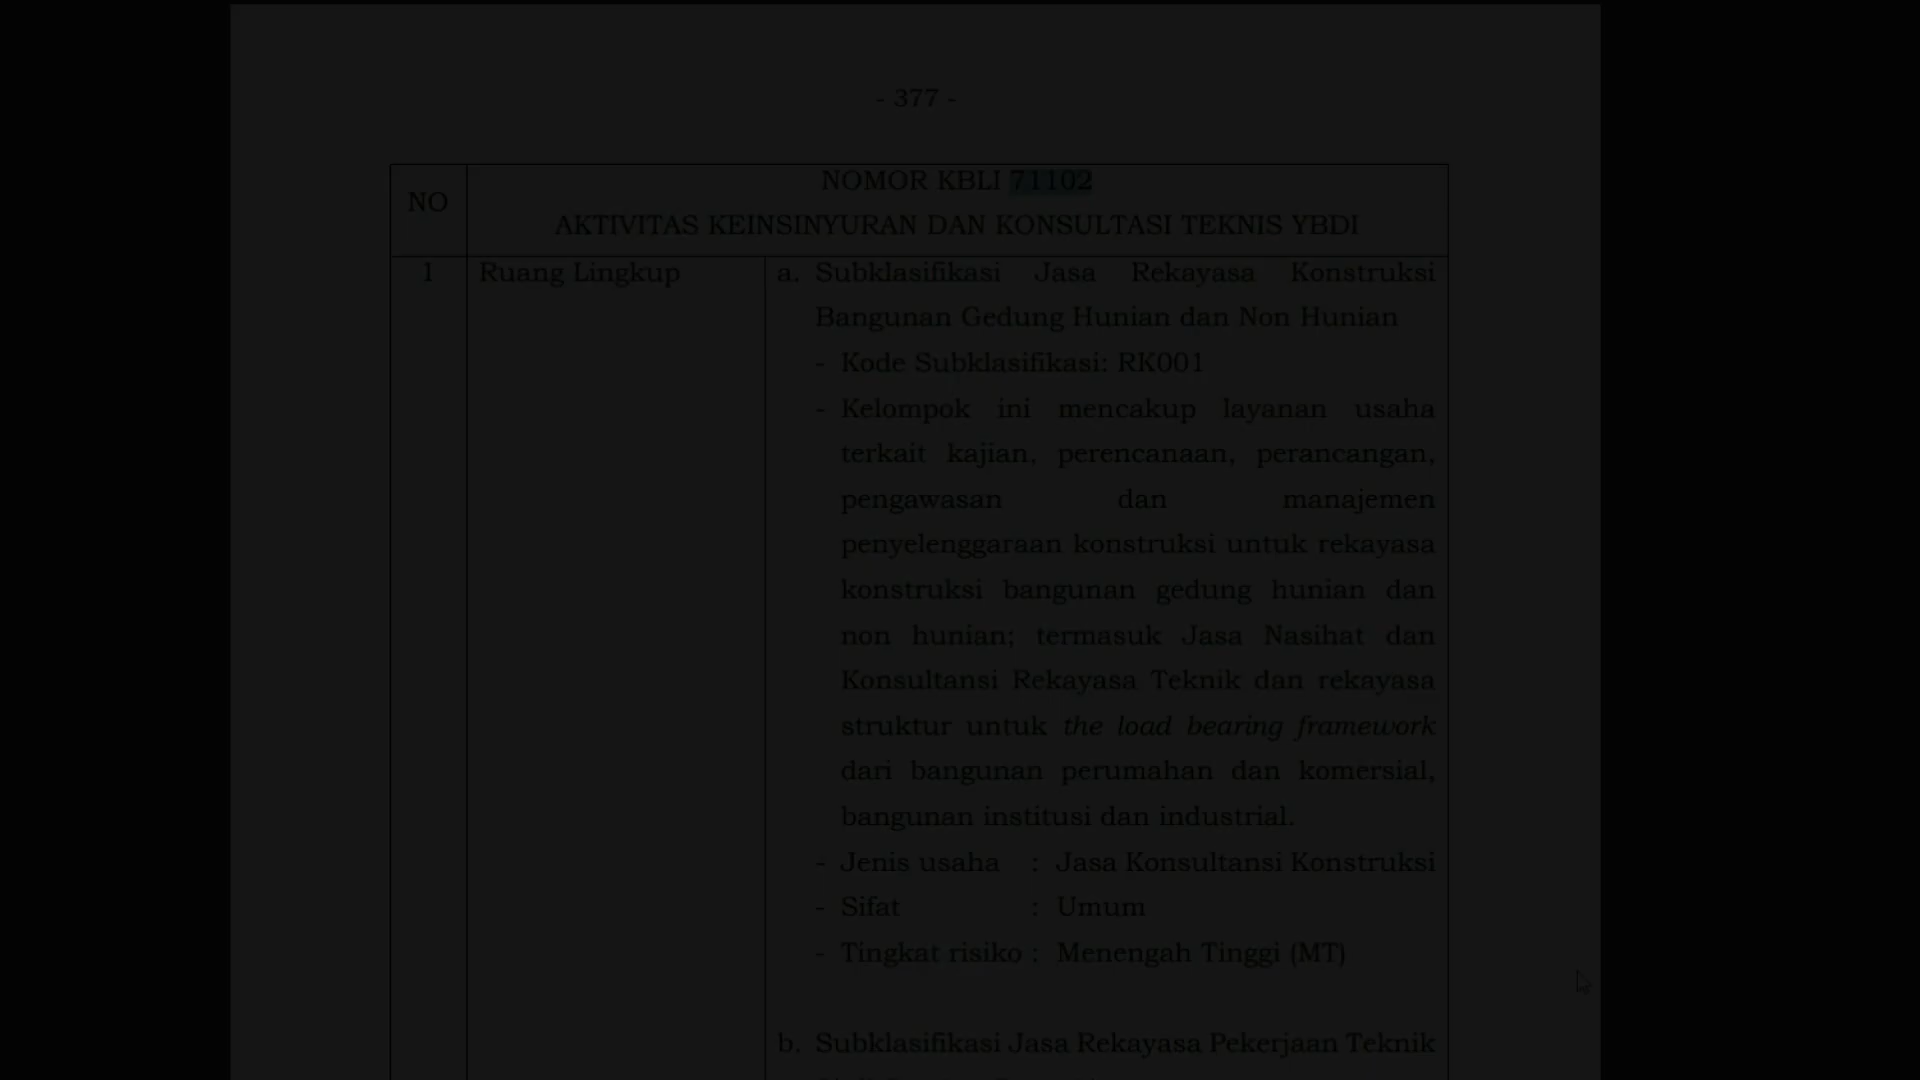 - 377 -
NO
NOMOR KBLI 71102
AKTIVITAS KEINSINYURAN DAN KONSULTASI TEKNIS YBDI
1
Ruang Lingkup
a. Subklasifikasi Jasa Rekayasa Konstruksi
Bangunan Gedung Hunian dan Non Hunian
- Kode Subklasifikasi: RK001
- Kelompok ini mencakup layanan usaha
terkait kajian, perencanaan, perancangan,
pengawasan dan manajemen
penyelenggaraan konstruksi untuk rekayasa
konstruksi bangunan gedung hunian dan
non hunian; termasuk Jasa Nasihat dan
Konsultansi Rekayasa Teknik dan rekayasa
struktur untuk the load bearing framework
dari bangunan perumahan dan komersial,
bangunan institusi dan industrial.
- Jenis usaha : Jasa Konsultansi Konstruksi
- Sifat : Umum
- Tingkat risiko : Menengah Tinggi (MT)
b. Subklasifikasi Jasa Rekayasa Pekerjaan Teknik